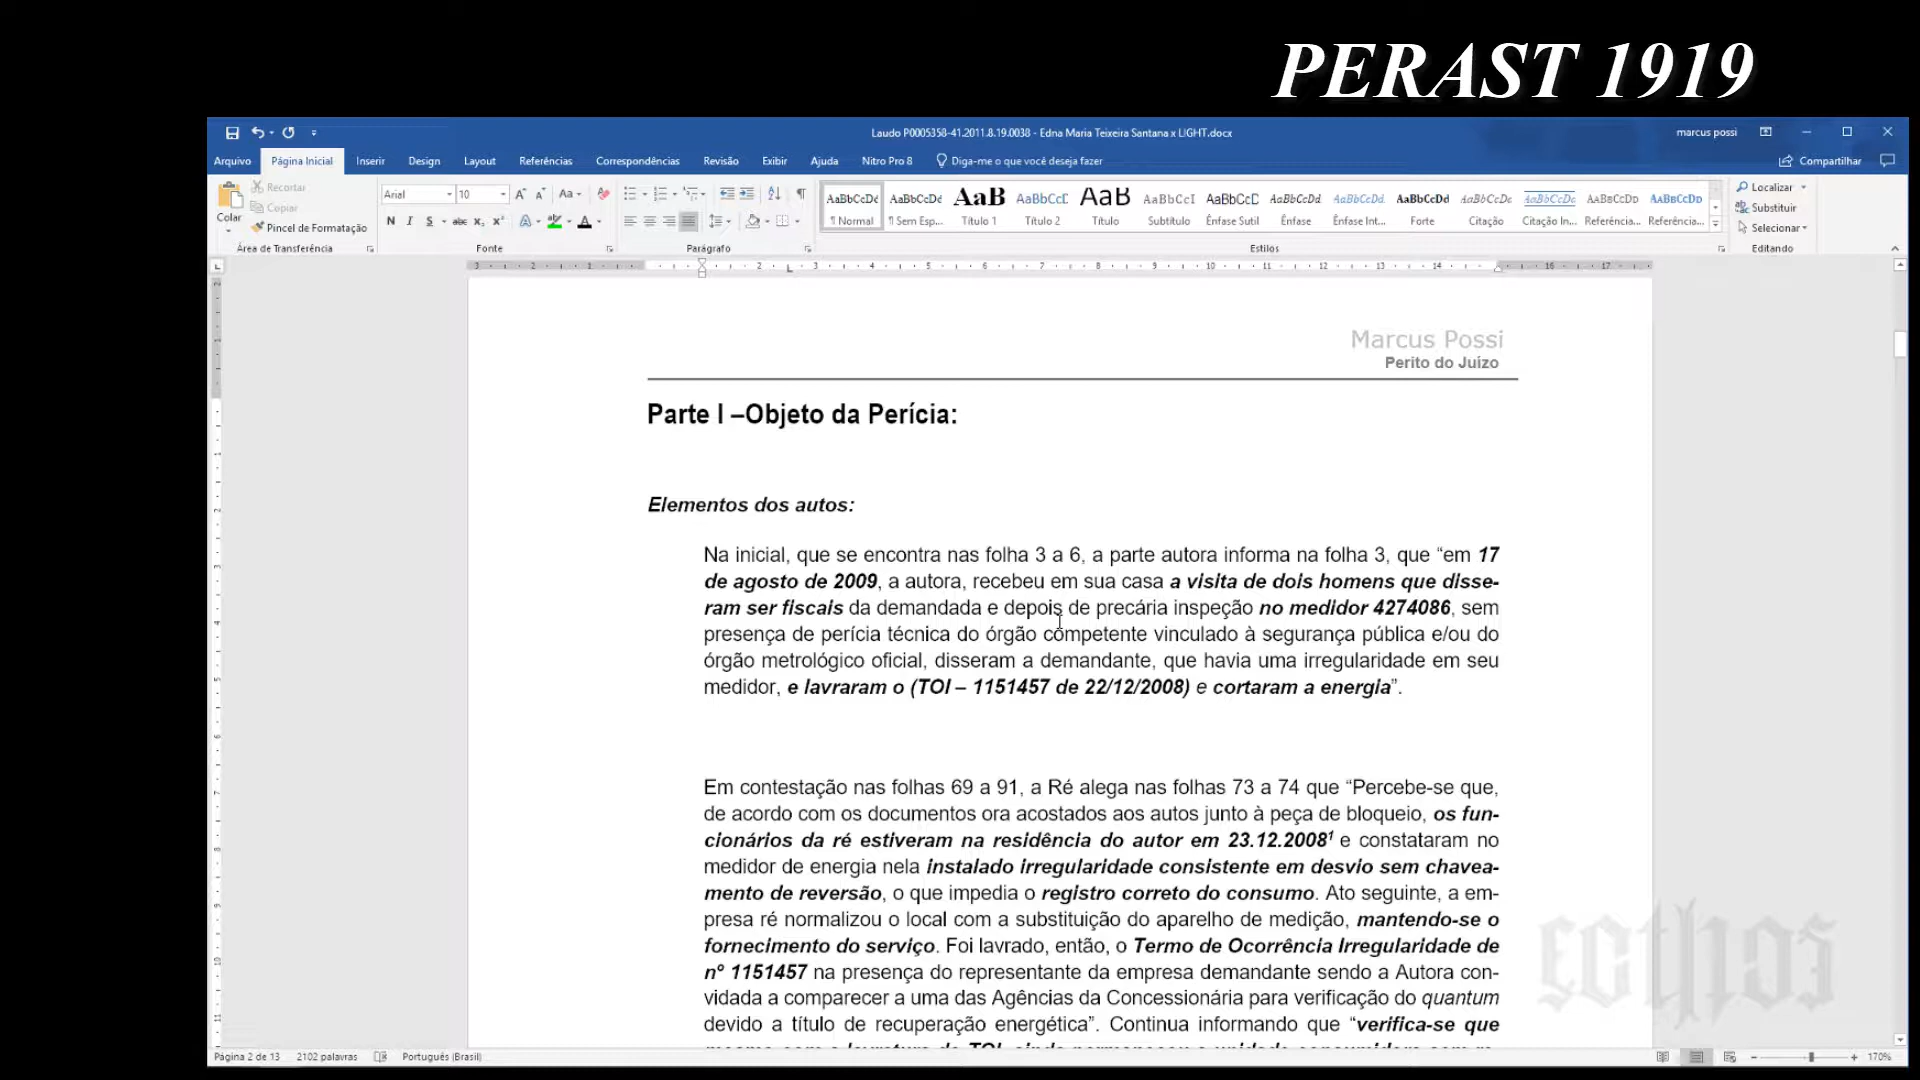 PERAST 1919
Laudo P0005358-41.2011.8.19.0038 - Edna Maria Teixeira Santana x LIGHT.docx
marcus possi
Arquivo Página Inicial Inserir Design Layout Referências Correspondências Revisão Exibir Ajuda Nitro Pro 8 Diga-me o que você deseja fazer
Compartilhar
Colar
Recortar
Copiar
Pincel de Formatação
Área de Transferência
Arial 10
Fonte
Parágrafo
AaBbCcDd AaBbCcDd AaB AaBbCcD AaB AaBbCcI AaBbCcD AaBbCcDd AaBbCcDd AaBbCcDd AaBbCcDd AaBbCcDd AaBbCcDd AaBbCcDd
¶ Normal ¶ Sem Esp... Título 1 Título 2 Título Subtítulo Ênfase Sutil Ênfase Ênfase Int... Forte Citação Citação In... Referência... Referência...
Estilos
Localizar
Substituir
Selecionar
Editando
Marcus Possi
Perito do Juízo
Parte I –Objeto da Perícia:
Elementos dos autos:
Na inicial, que se encontra nas folha 3 a 6, a parte autora informa na folha 3, que “em 17
de agosto de 2009, a autora, recebeu em sua casa a visita de dois homens que disse-
ram ser fiscais da demandada e depois de precária inspeção no medidor 4274086, sem
presença de perícia técnica do órgão competente vinculado à segurança pública e/ou do
órgão metrológico oficial, disseram a demandante, que havia uma irregularidade em seu
medidor, e lavraram o (TOI – 1151457 de 22/12/2008) e cortaram a energia”.
Em contestação nas folhas 69 a 91, a Ré alega nas folhas 73 a 74 que “Percebe-se que,
de acordo com os documentos ora acostados aos autos junto à peça de bloqueio, os fun-
cionários da ré estiveram na residência do autor em 23.12.2008¹ e constataram no
medidor de energia nela instalado irregularidade consistente em desvio sem chavea-
mento de reversão, o que impedia o registro correto do consumo. Ato seguinte, a em-
presa ré normalizou o local com a substituição do aparelho de medição, mantendo-se o
fornecimento do serviço. Foi lavrado, então, o Termo de Ocorrência Irregularidade de
nº 1151457 na presença do representante da empresa demandante sendo a Autora con-
vidada a comparecer a uma das Agências da Concessionária para verificação do quantum
devido a título de recuperação energética”. Continua informando que “verifica-se que
Ecthos
Página 2 de 13 2102 palavras Português (Brasil)
170%